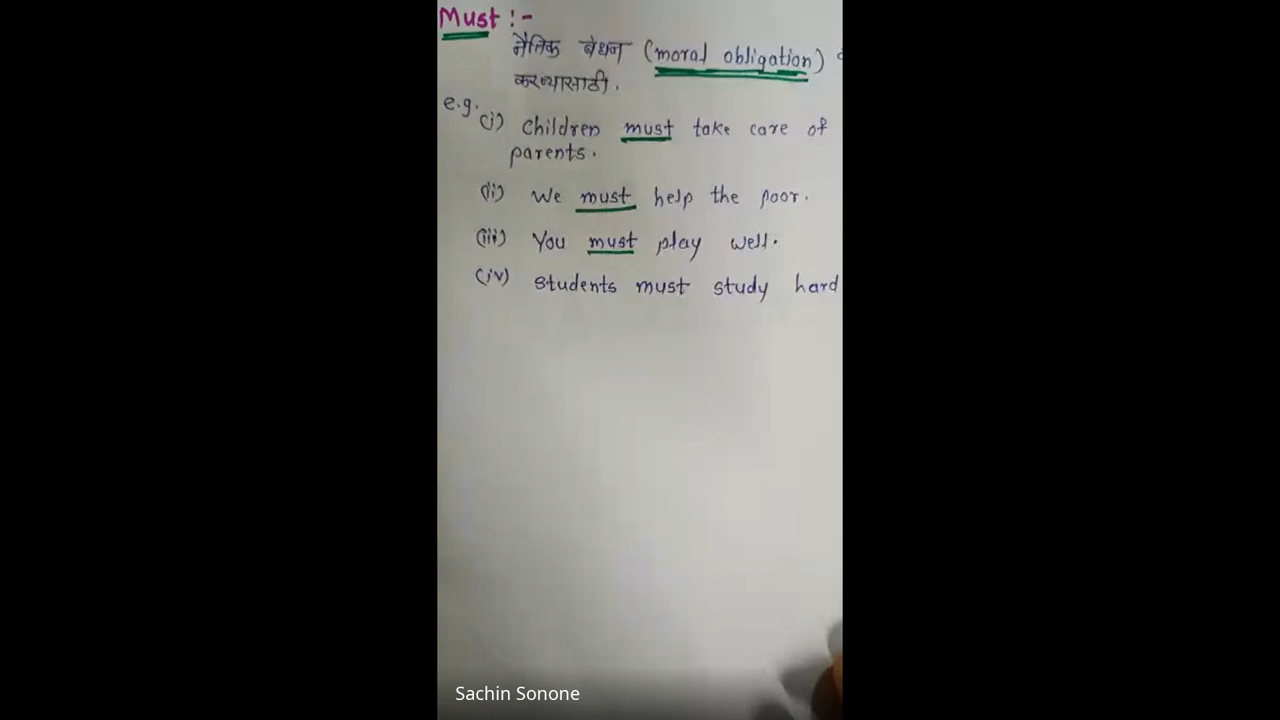 Must :-
नैतिक बंधन (moral obligation)
करण्यासाठी.
e.g. (i) Children must take care of
parents.
(ii) We must help the poor.
(iii) You must play well.
(iv) Students must study hard
Sachin Sonone